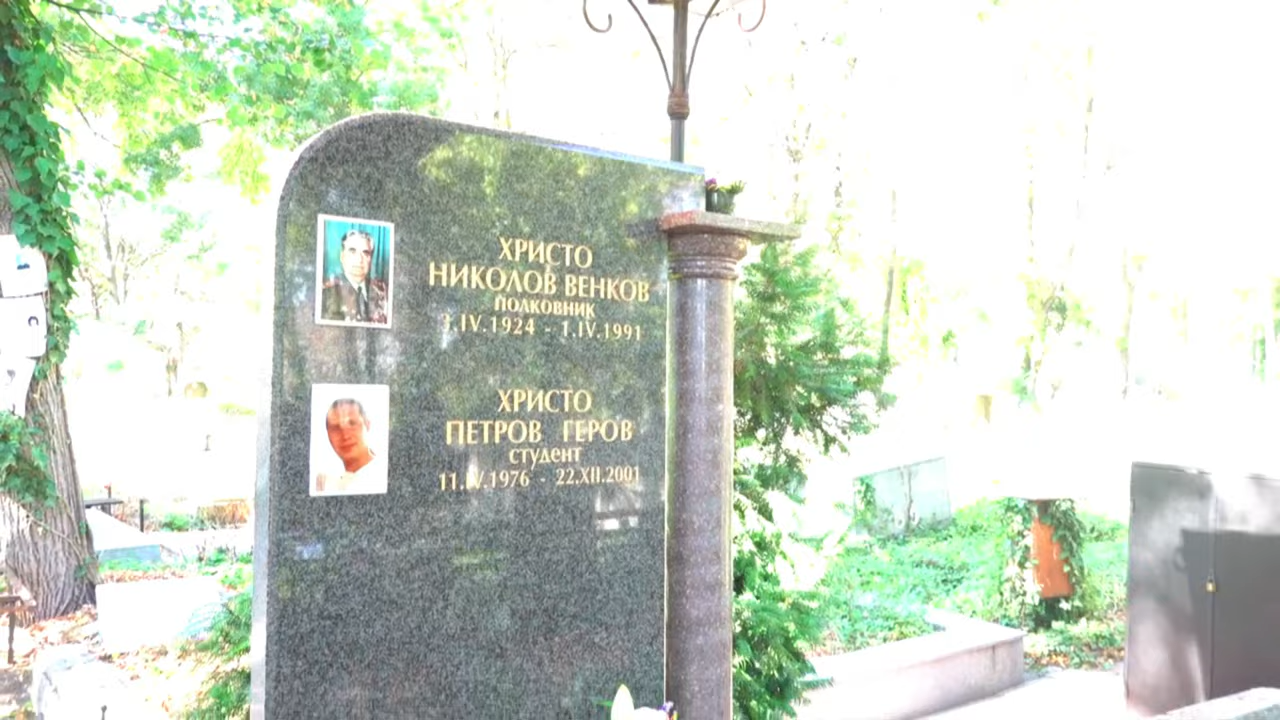 ХРИСТО
НИКОЛОВ ВЕНКОВ
ПОЛКОВНИК
1.IV.1924 - 1.IV.1991
ХРИСТО
ПЕТРОВ ГЕРОВ
студент
11.IV.1976 - 22.XII.2001